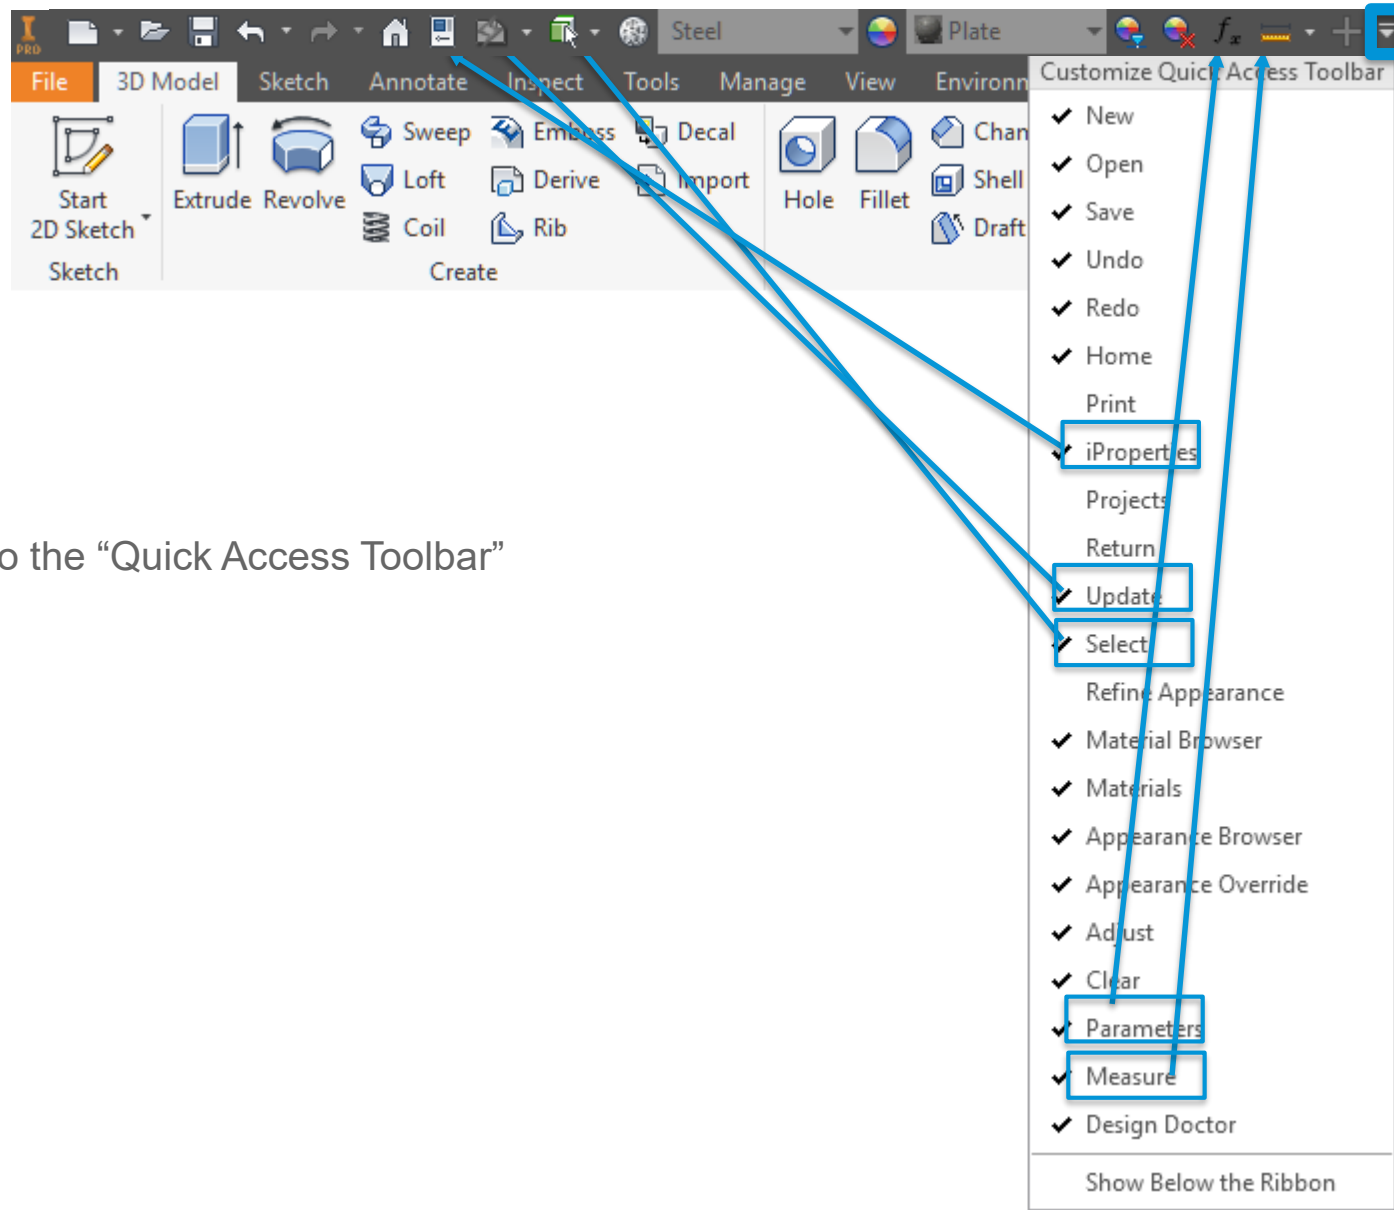 PRO
Steel
Plate
fx
File 3D Model Sketch Annotate Inspect Tools Manage View Environn
Customize Quick Access Toolbar
Start
2D Sketch
Sketch
Extrude
Revolve
Sweep
Loft
Coil
Emboss
Derive
Rib
Decal
Import
Create
Hole
Fillet
Chan
Shell
Draft
New
Open
Save
Undo
Redo
Home
Print
iProperties
Projects
Return
Update
Select
Refine Appearance
Material Browser
Materials
Appearance Browser
Appearance Override
Adjust
Clear
Parameters
Measure
Design Doctor
Show Below the Ribbon
o the “Quick Access Toolbar”